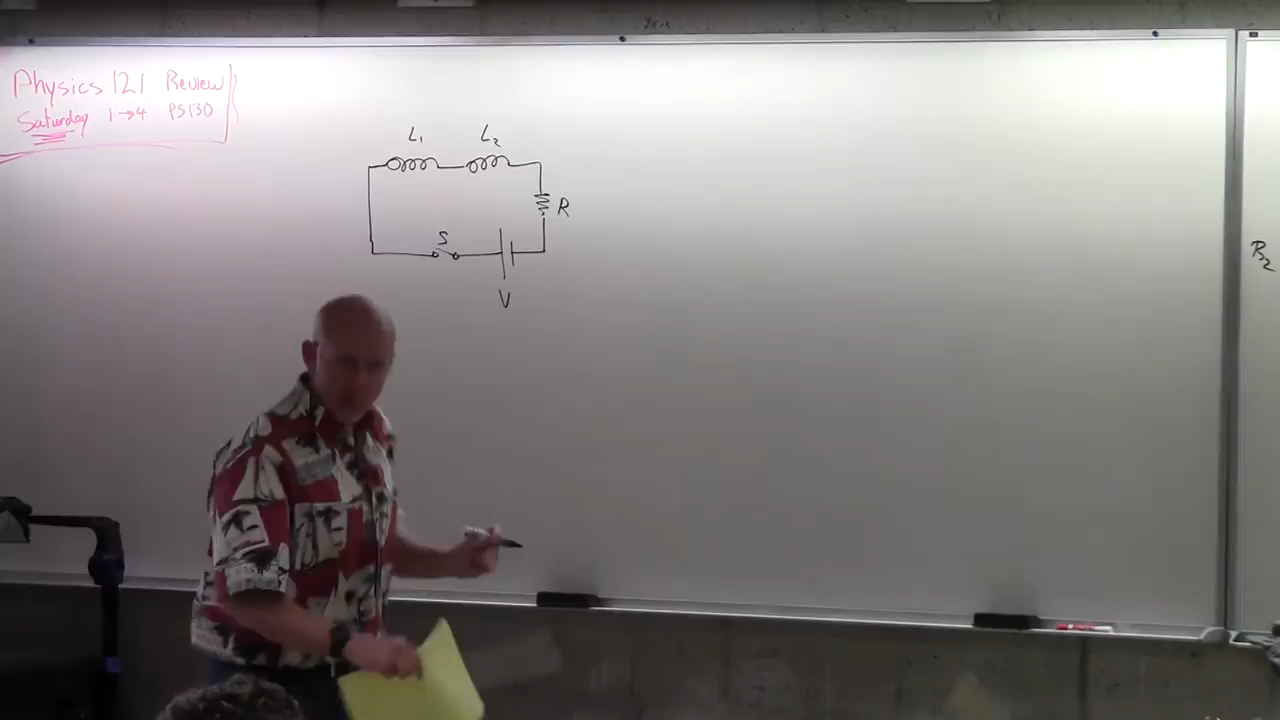 Physics 121 Review
Saturday 1→4 PS130
L₁ L₂
R
S
V
R₂